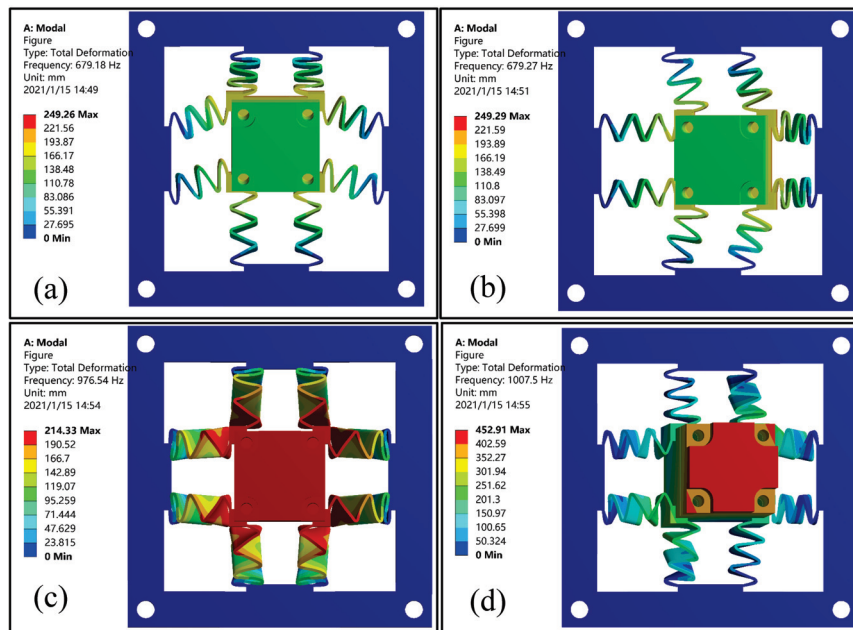 A: Modal
Figure
Type: Total Deformation
Frequency: 679.18 Hz
Unit: mm
2021/1/15 14:49
249.26 Max
221.56
193.87
166.17
138.48
110.78
83.086
55.391
27.695
0 Min
(a)
A: Modal
Figure
Type: Total Deformation
Frequency: 679.27 Hz
Unit: mm
2021/1/15 14:51
249.29 Max
221.59
193.89
166.19
138.49
110.8
83.097
55.398
27.699
0 Min
(b)
A: Modal
Figure
Type: Total Deformation
Frequency: 976.54 Hz
Unit: mm
2021/1/15 14:54
214.33 Max
190.52
166.7
142.89
119.07
95.259
71.444
47.629
23.815
0 Min
(c)
A: Modal
Figure
Type: Total Deformation
Frequency: 1007.5 Hz
Unit: mm
2021/1/15 14:55
452.91 Max
402.59
352.27
301.94
251.62
201.3
150.97
100.65
50.324
0 Min
(d)